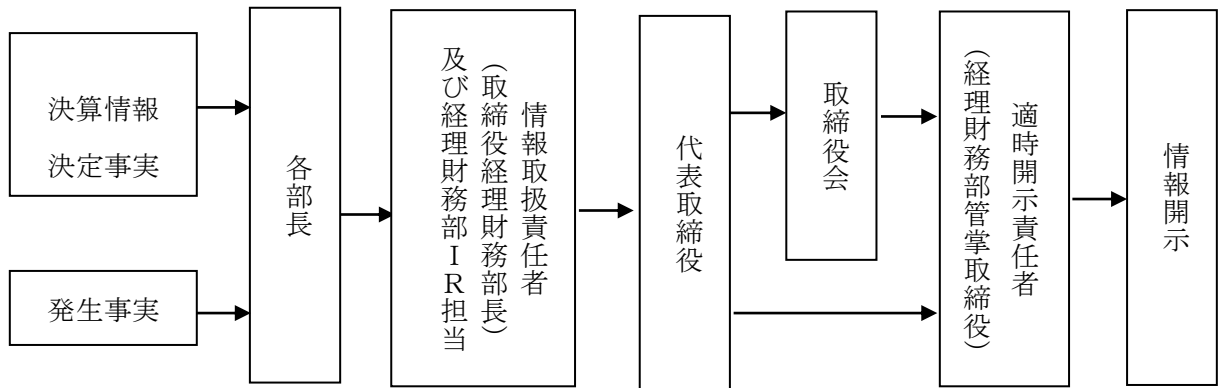 決算情報
決定事実
発生事実
各部長
情報取扱責任者
(取締役経理財務部長)
及び経理財務部IR担当
代表取締役
取締役会
適時開示責任者
(経理財務部管掌取締役)
情報開示